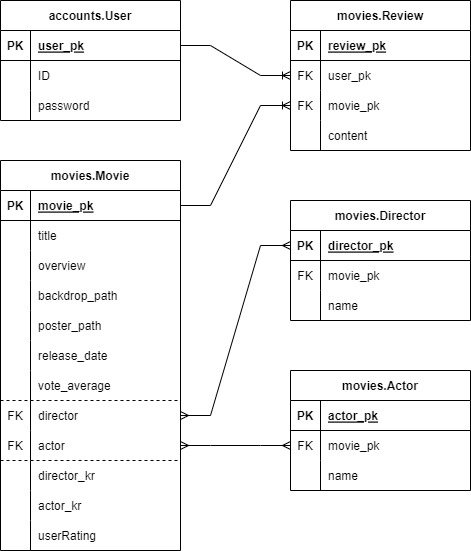 accounts.User
PK user_pk
ID
password
movies.Review
PK review_pk
FK user_pk
FK movie_pk
content
movies.Movie
PK movie_pk
title
overview
backdrop_path
poster_path
release_date
vote_average
FK director
FK actor
director_kr
actor_kr
userRating
movies.Director
PK director_pk
FK movie_pk
name
movies.Actor
PK actor_pk
FK movie_pk
name